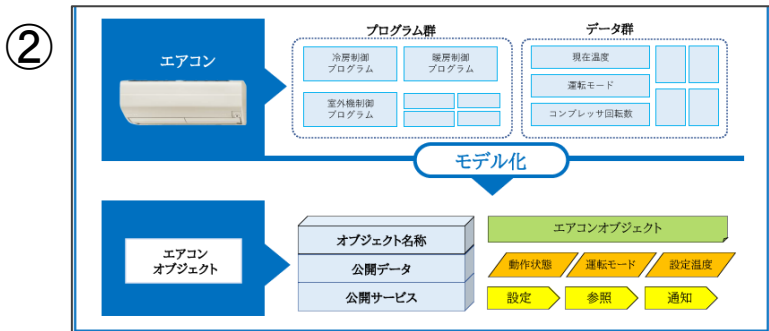 ②
エアコン
プログラム群
冷房制御
プログラム
暖房制御
プログラム
室外機制御
プログラム
データ群
現在温度
運転モード
コンプレッサ回転数
モデル化
エアコン
オブジェクト
オブジェクト名称
公開データ
公開サービス
エアコンオブジェクト
動作状態
運転モード
設定温度
設定
参照
通知